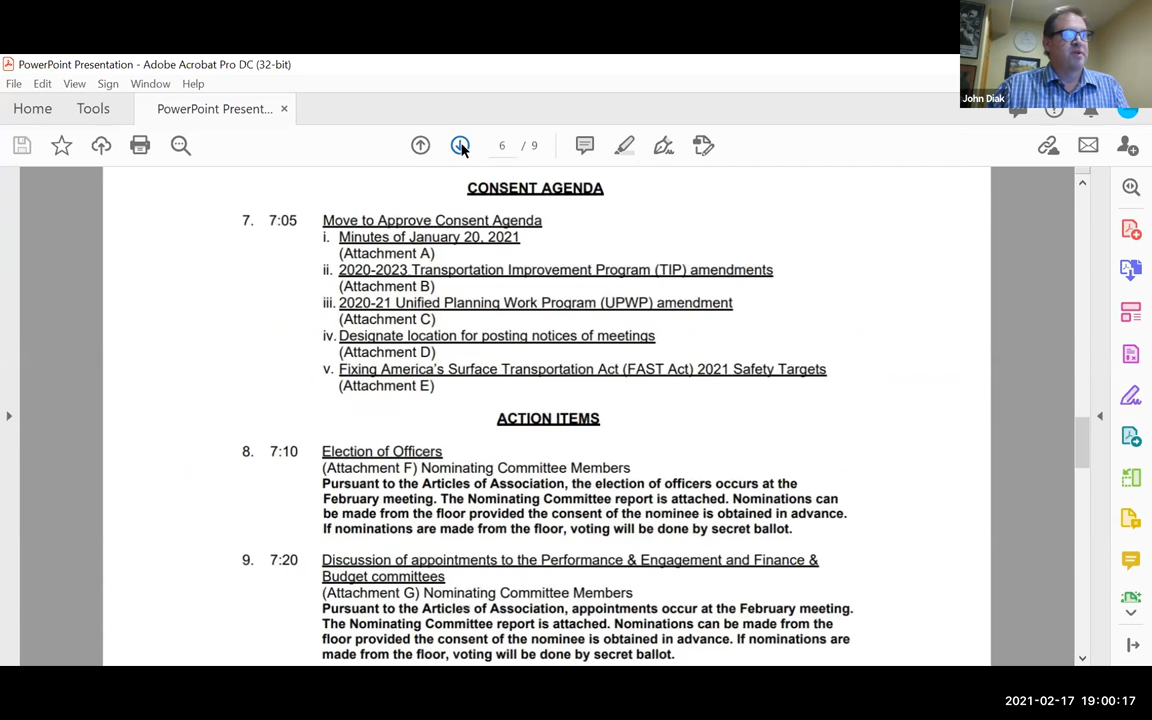 PowerPoint Presentation - Adobe Acrobat Pro DC (32-bit)
John Diak
File Edit View Sign Window Help
Home Tools PowerPoint Present... ×
6 / 9
CONSENT AGENDA
7. 7:05 Move to Approve Consent Agenda
i. Minutes of January 20, 2021
(Attachment A)
ii. 2020-2023 Transportation Improvement Program (TIP) amendments
(Attachment B)
iii. 2020-21 Unified Planning Work Program (UPWP) amendment
(Attachment C)
iv. Designate location for posting notices of meetings
(Attachment D)
v. Fixing America's Surface Transportation Act (FAST Act) 2021 Safety Targets
(Attachment E)
ACTION ITEMS
8. 7:10 Election of Officers
(Attachment F) Nominating Committee Members
Pursuant to the Articles of Association, the election of officers occurs at the
February meeting. The Nominating Committee report is attached. Nominations can
be made from the floor provided the consent of the nominee is obtained in advance.
If nominations are made from the floor, voting will be done by secret ballot.
9. 7:20 Discussion of appointments to the Performance & Engagement and Finance &
Budget committees
(Attachment G) Nominating Committee Members
Pursuant to the Articles of Association, appointments occur at the February meeting.
The Nominating Committee report is attached. Nominations can be made from the
floor provided the consent of the nominee is obtained in advance. If nominations are
made from the floor, voting will be done by secret ballot.
2021-02-17 19:00:17